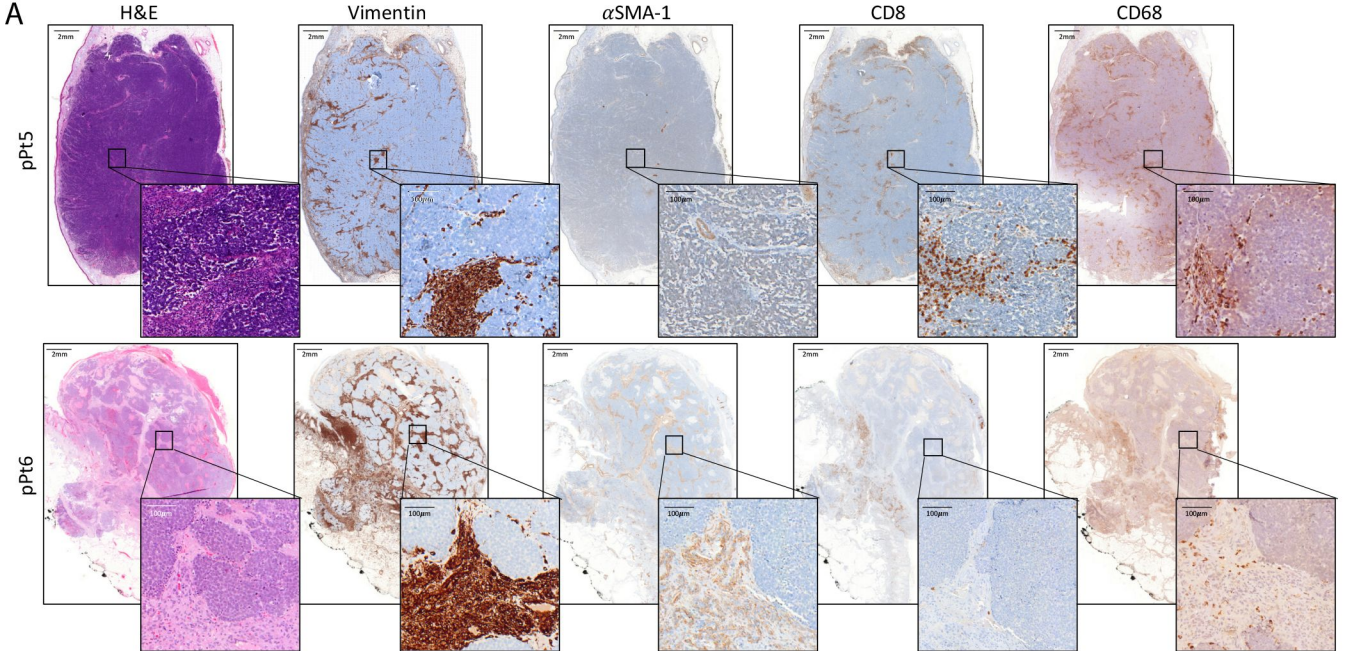 A
H&E Vimentin αSMA-1 CD8 CD68
2mm 2mm 2mm 2mm 2mm
pPt5
100μm 100μm 100μm 100μm 100μm
2mm 2mm 2mm 2mm 2mm
pPt6
100μm 100μm 100μm 100μm 100μm